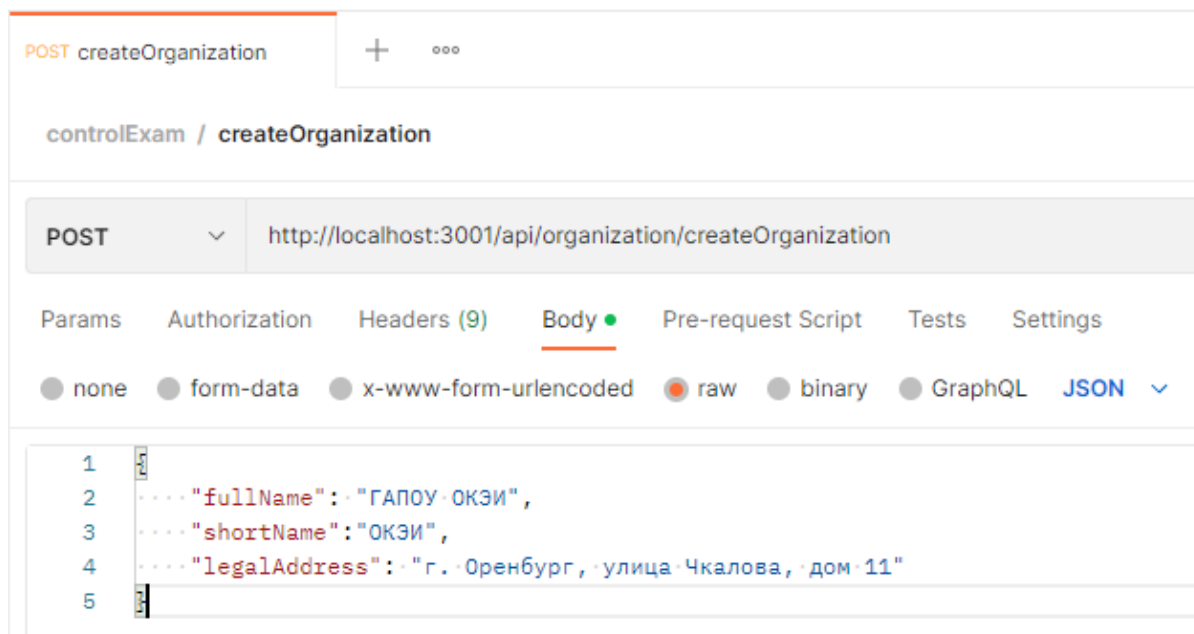 POST createOrganization
controlExam / createOrganization
POST http://localhost:3001/api/organization/createOrganization
Params Authorization Headers (9) Body Pre-request Script Tests Settings
none form-data x-www-form-urlencoded raw binary GraphQL JSON
1 {
2 "fullName": "ГАПОУ ОКЭИ",
3 "shortName":"ОКЭИ",
4 "legalAddress": "г. Оренбург, улица Чкалова, дом 11"
5 }